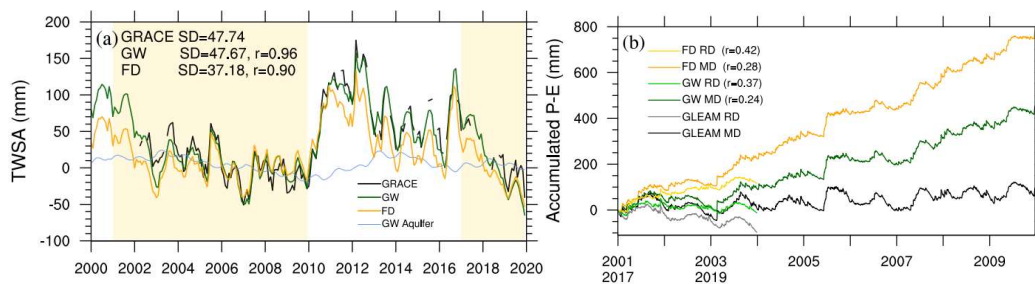 (a)
GRACE SD=47.74
GW SD=47.67, r=0.96
FD SD=37.18, r=0.90
TWSA (mm)
200
150
100
50
0
-50
-100
GRACE
GW
FD
GW Aquifer
2000 2002 2004 2006 2008 2010 2012 2014 2016 2018 2020
(b)
Accumulated P-E (mm)
800
600
400
200
0
FD RD (r=0.42)
FD MD (r=0.28)
GW RD (r=0.37)
GW MD (r=0.24)
GLEAM RD
GLEAM MD
2001 2003 2005 2007 2009
2017 2019